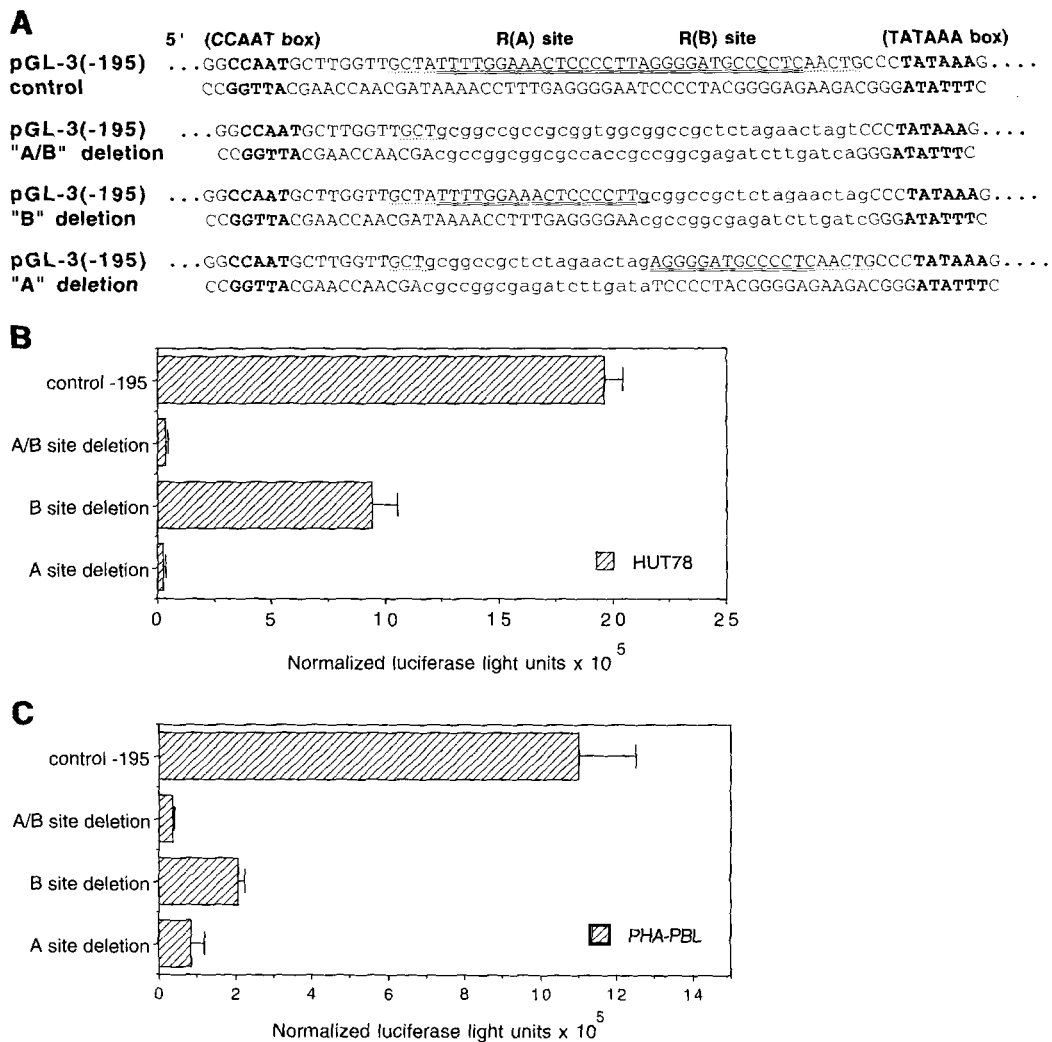 A
5' (CCAAT box) R(A) site R(B) site (TATAAA box)
pGL-3(-195) ...GGCCAATGCTTGGTTGCTATTTTGGAAACTCCCCTTAGGGGATGCCCCTCAACTGCCCTATAAAG....
control CCGGTTACGAACCAACGATAAAACCTTTGAGGGGAATCCCCTACGGGGAGAAGACGGGATATTTC
pGL-3(-195) ...GGCCAATGCTTGGTTGCTgcggccgccgcggtggcggccgctctagaactagtCCCTATAAAG....
"A/B" deletion CCGGTTACGAACCAACGAcgccggcggcgccaccgccggcgagatcttgatcaGGGATATTTC
pGL-3(-195) ...GGCCAATGCTTGGTTGCTATTTTGGAAACTCCCCTTgcggccgctctagaactagCCCTATAAAG....
"B" deletion CCGGTTACGAACCAACGATAAAACCTTTGAGGGGAAcgccggcgagatcttgatcGGGATATTTC
pGL-3(-195) ...GGCCAATGCTTGGTTGCTgcggccgctctagaactagAGGGGATGCCCCTCAACTGCCCTATAAAG....
"A" deletion CCGGTTACGAACCAACGAcgccggcgagatcttgataTCCCCTACGGGGAGAAGACGGGATATTTC
B
control -195
A/B site deletion
B site deletion
A site deletion
HUT78
0 5 10 15 20 25
Normalized luciferase light units x 10^5
C
control -195
A/B site deletion
B site deletion
A site deletion
PHA-PBL
0 2 4 6 8 10 12 14
Normalized luciferase light units x 10^5